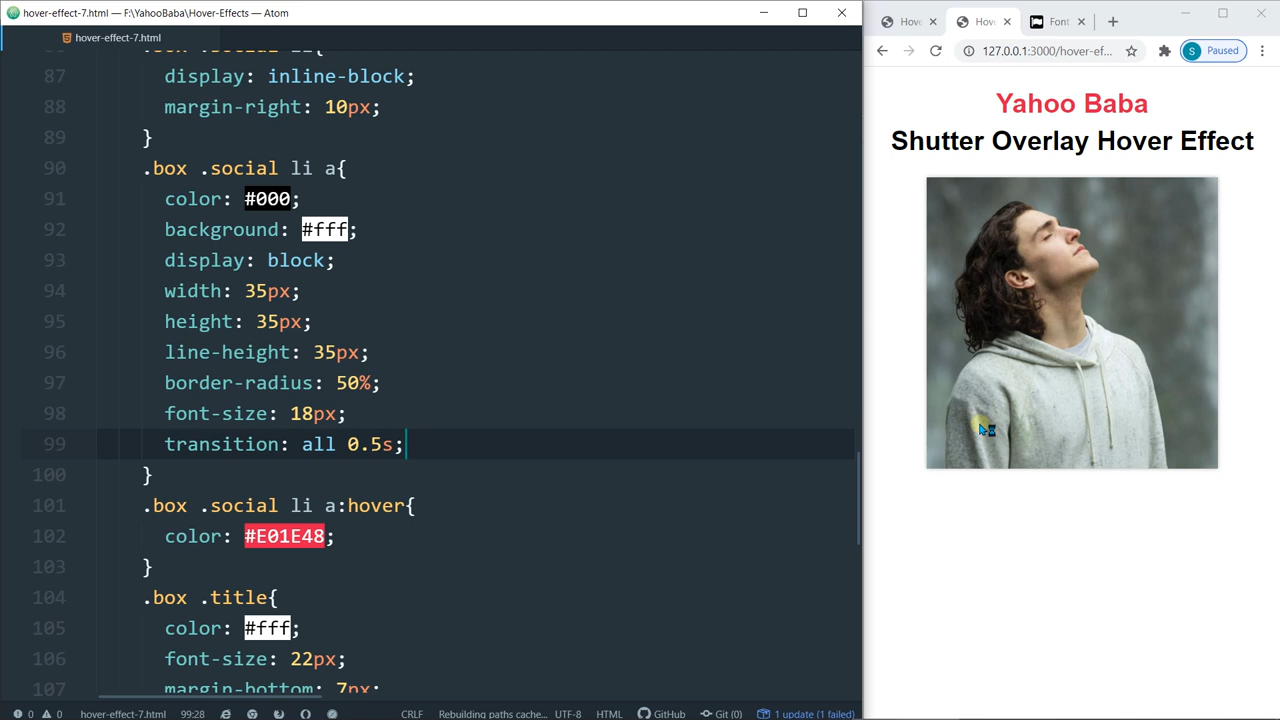 hover-effect-7.html — F:\YahooBaba\Hover-Effects — Atom
hover-effect-7.html
87 display: inline-block;
88 margin-right: 10px;
89 }
90 .box .social li a{
91 color: #000;
92 background: #fff;
93 display: block;
94 width: 35px;
95 height: 35px;
96 line-height: 35px;
97 border-radius: 50%;
98 font-size: 18px;
99 transition: all 0.5s;
100 }
101 .box .social li a:hover{
102 color: #E01E48;
103 }
104 .box .title{
105 color: #fff;
106 font-size: 22px;
107 margin-bottom: 7px;
0 0 hover-effect-7.html 99:28 CRLF Rebuilding paths cache... UTF-8 HTML GitHub Git (0) 1 update (1 failed)
Hove
Hove
Font
127.0.0.1:3000/hover-ef...
S Paused
Yahoo Baba
Shutter Overlay Hover Effect